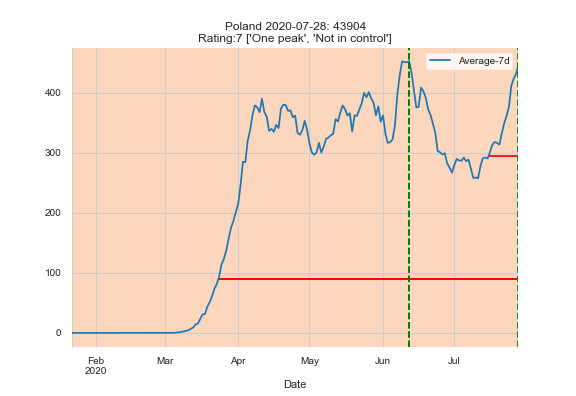 Poland 2020-07-28: 43904
Rating:7 ['One peak', 'Not in control']
Average-7d
400
300
200
100
0
Feb
2020
Mar
Apr
May
Jun
Jul
Date